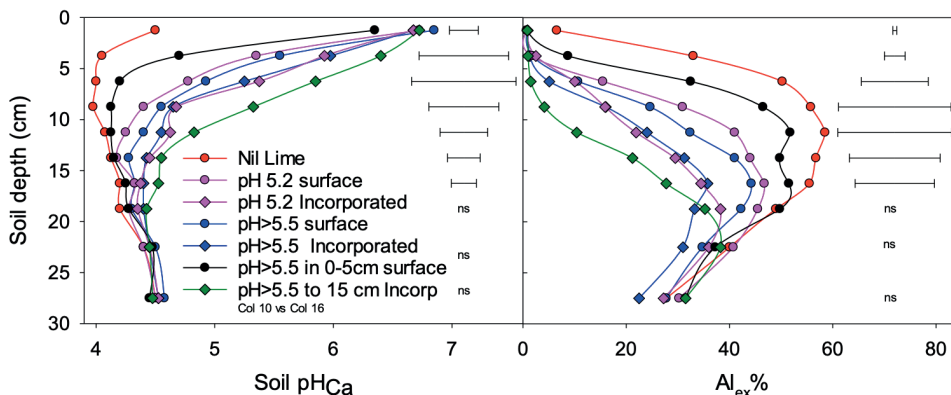 0
5
10
15
20
25
30
Soil depth (cm)
Nil Lime
pH 5.2 surface
pH 5.2 Incorporated
pH>5.5 surface
pH>5.5 Incorporated
pH>5.5 in 0-5cm surface
pH>5.5 to 15 cm Incorp
Col 10 vs Col 16
ns
ns
ns
4
5
6
7
Soil pHCa
ns
ns
ns
0
20
40
60
80
Alex%